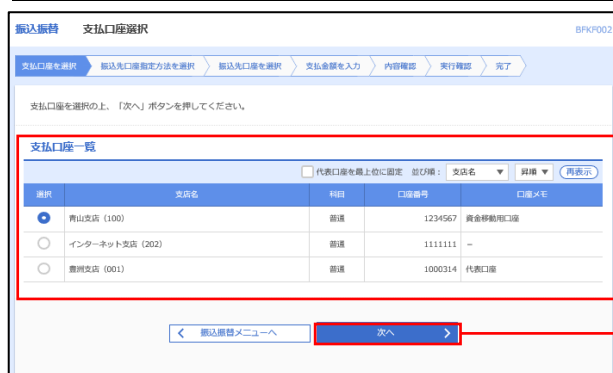 振込振替 支払口座選択 BFKF002
支払口座を選択 振込先口座指定方法を選択 振込先口座を選択 支払金額を入力 内容確認 実行確認 完了
支払口座を選択の上、「次へ」ボタンを押してください。
支払口座一覧
代表口座を最上位に固定 並び順： 支店名 ▼ 昇順 ▼ 再表示
選択 支店名 科目 口座番号 口座メモ
青山支店（100） 普通 1234567 資金移動用口座
インターネット支店（202） 普通 1111111 －
豊洲支店（001） 普通 1000314 代表口座
振込振替メニューへ 次へ